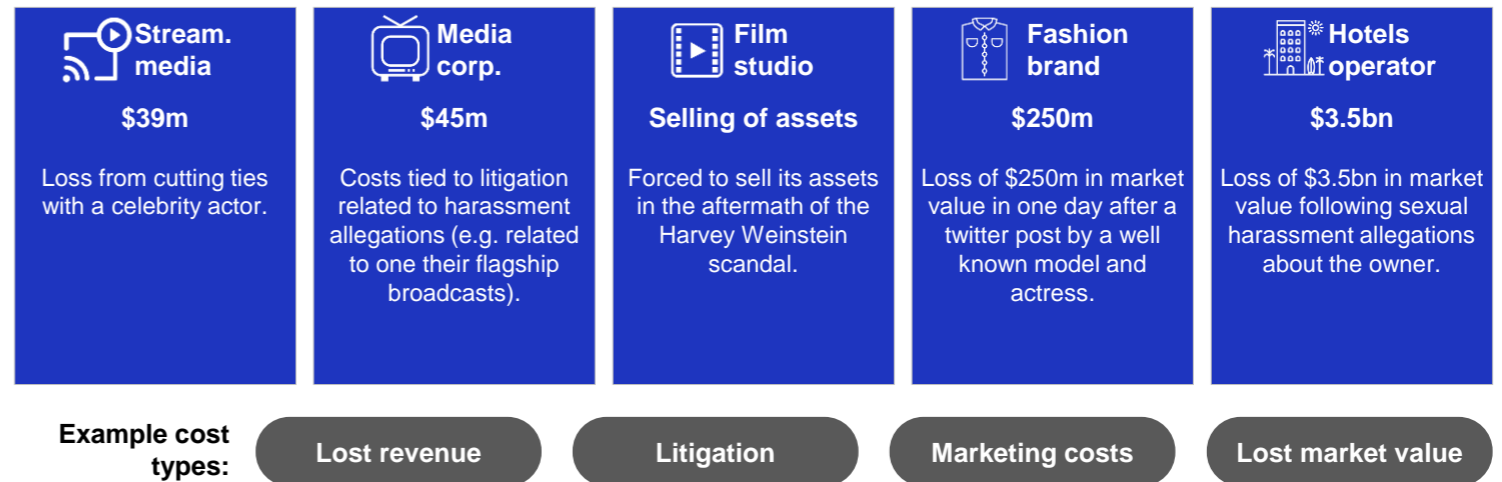 Stream.
media
$39m
Loss from cutting ties
with a celebrity actor.
Media
corp.
$45m
Costs tied to litigation
related to harassment
allegations (e.g. related
to one their flagship
broadcasts).
Film
studio
Selling of assets
Forced to sell its assets
in the aftermath of the
Harvey Weinstein
scandal.
Fashion
brand
$250m
Loss of $250m in market
value in one day after a
twitter post by a well
known model and
actress.
Hotels
operator
$3.5bn
Loss of $3.5bn in market
value following sexual
harassment allegations
about the owner.
Example cost
types:
Lost revenue
Litigation
Marketing costs
Lost market value